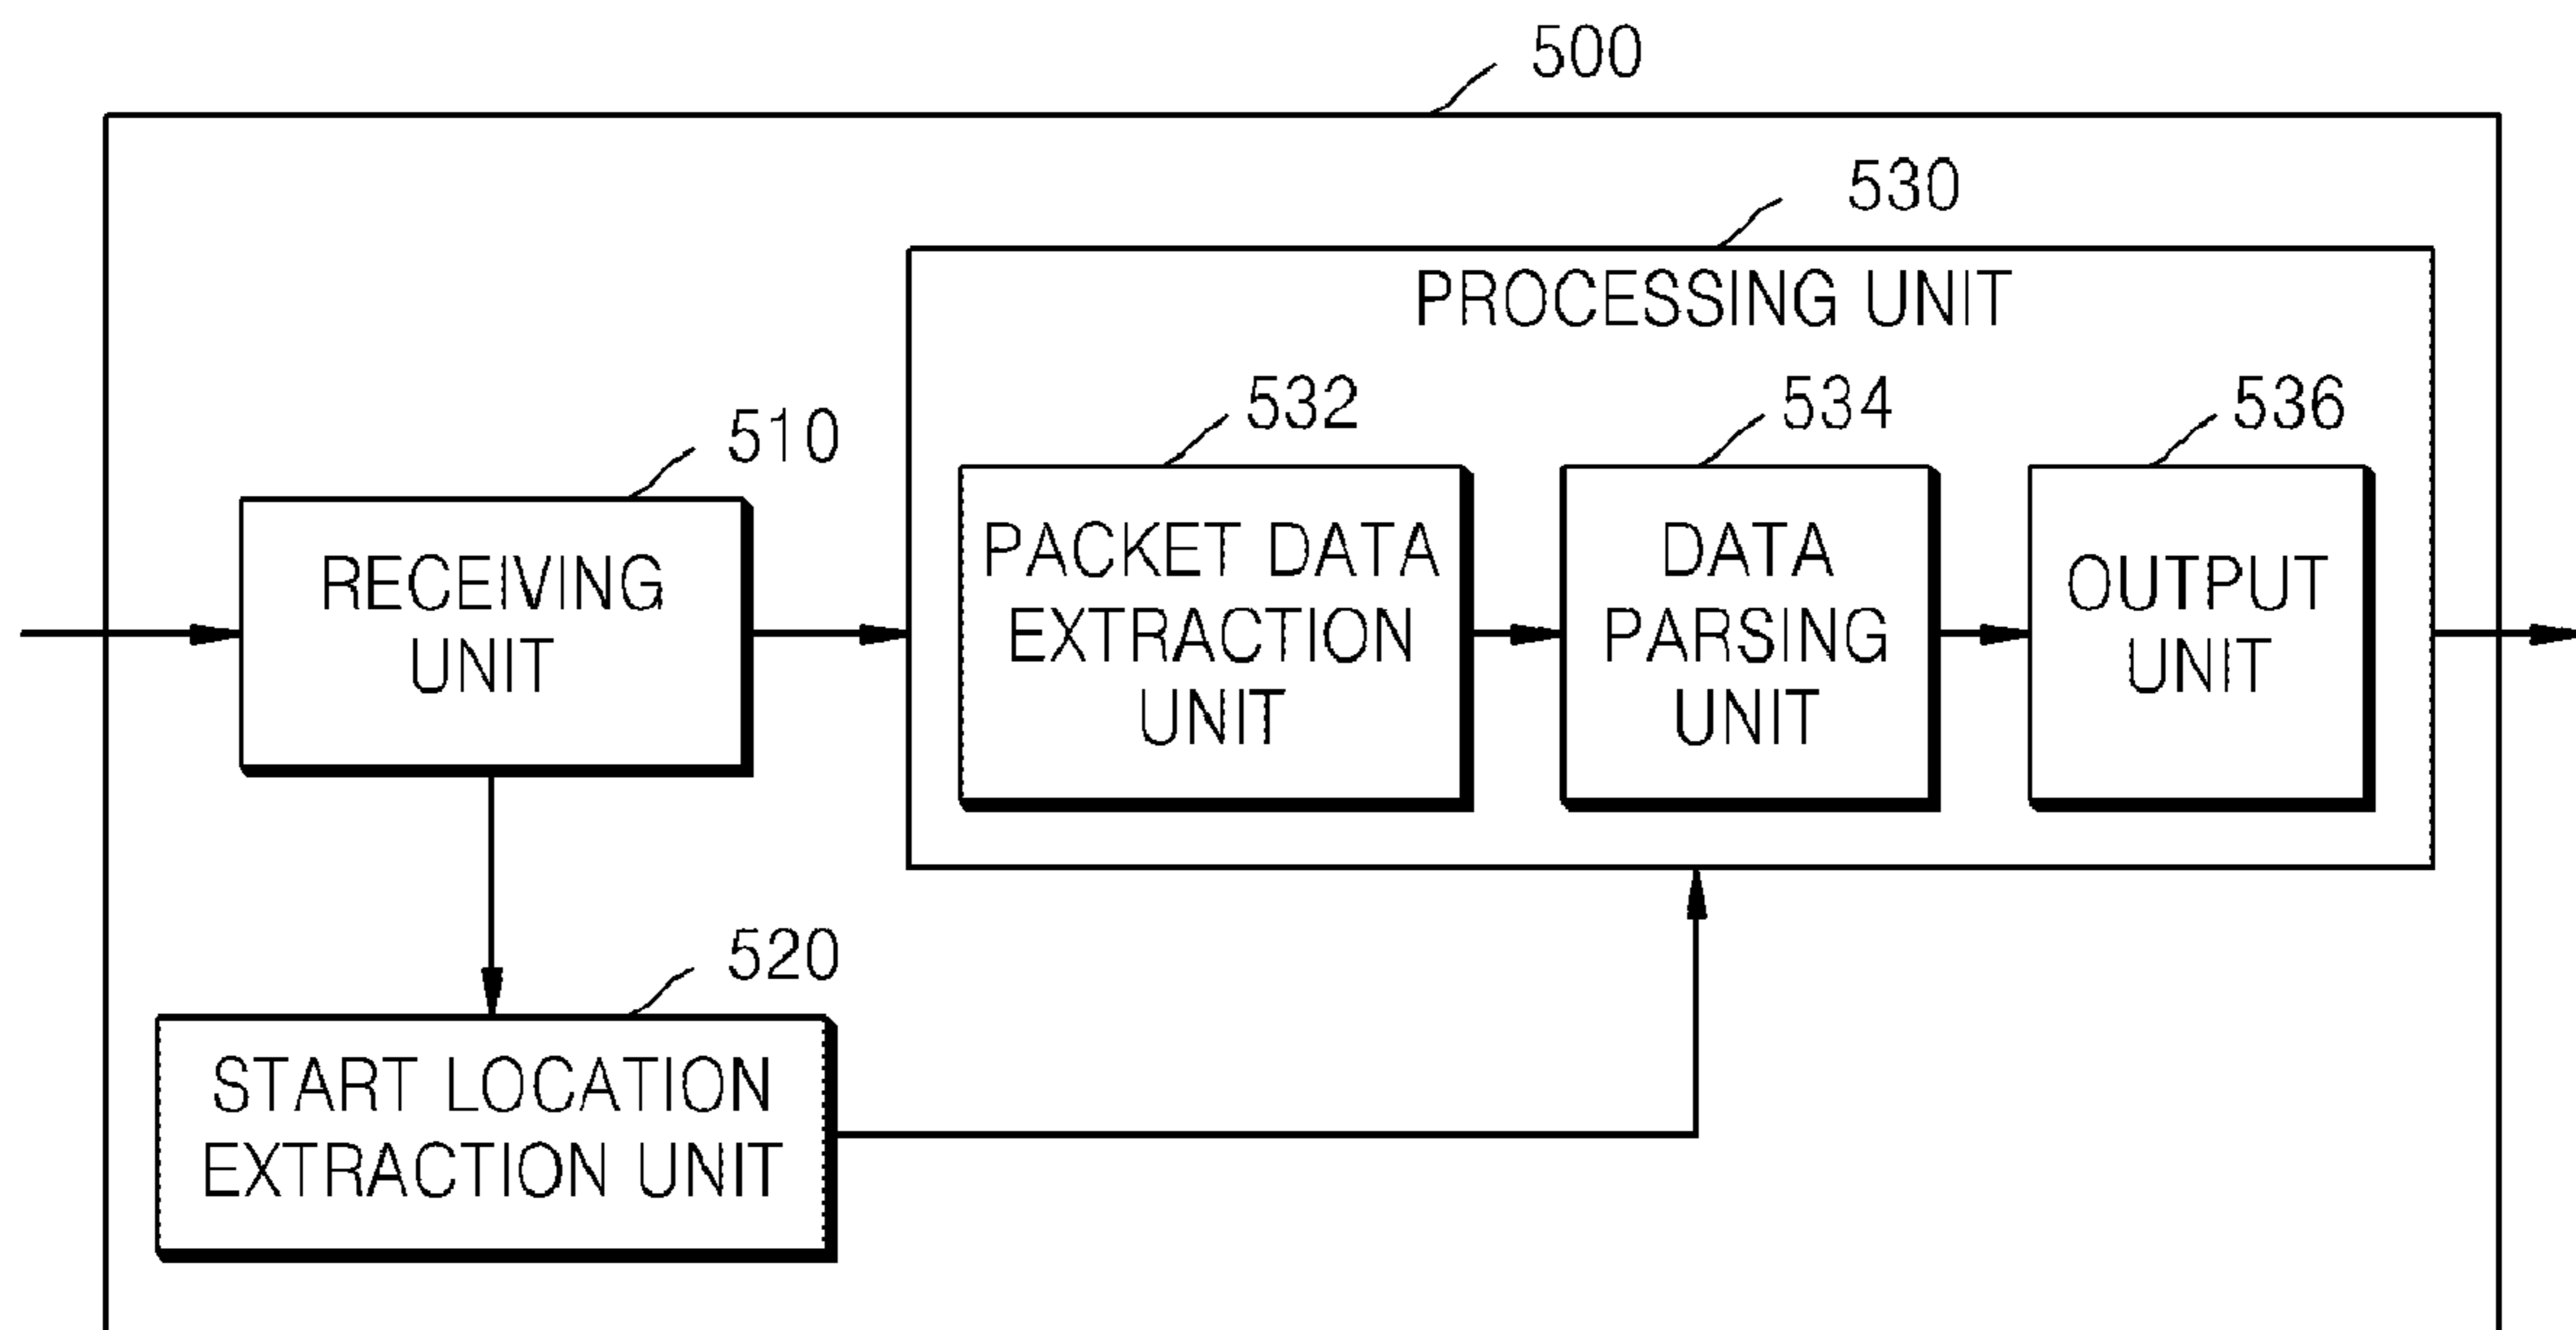 500
530
PROCESSING UNIT
532
534
536
510
PACKET DATA
EXTRACTION
UNIT
DATA
PARSING
UNIT
OUTPUT
UNIT
RECEIVING
UNIT
520
START LOCATION
EXTRACTION UNIT